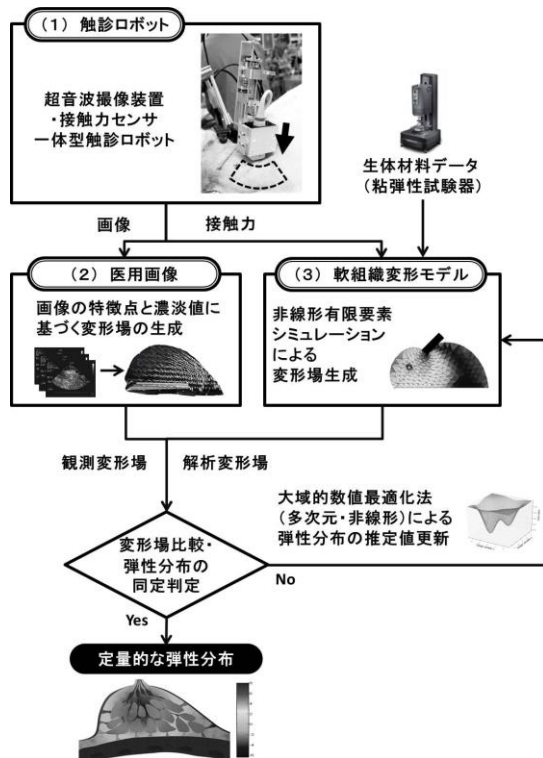 （1）触診ロボット
超音波撮像装置
・接触力センサ
一体型触診ロボット
生体材料データ
（粘弾性試験器）
画像
接触力
（2）医用画像
画像の特徴点と濃淡値に
基づく変形場の生成
（3）軟組織変形モデル
非線形有限要素
シミュレーション
による
変形場生成
観測変形場
解析変形場
大域的数値最適化法
（多次元・非線形）による
弾性分布の推定値更新
変形場比較・
弾性分布の
同定判定
No
Yes
定量的な弾性分布